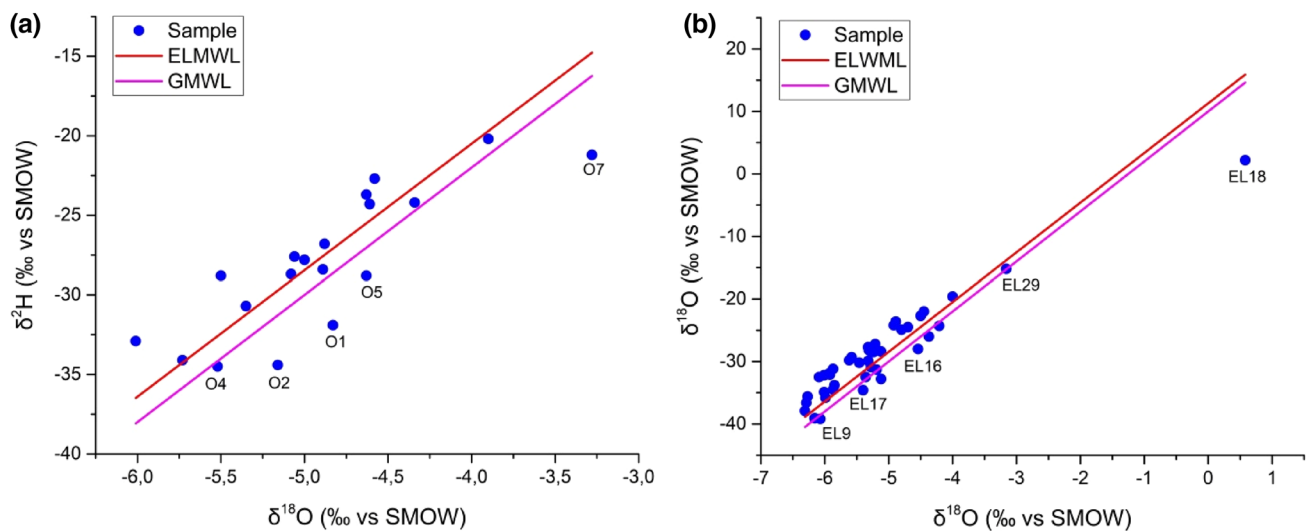 (a)
Sample
ELMWL
GMWL
-15
-20
-25
-30
-35
-40
δ²H (‰ vs SMOW)
O7
O5
O1
O4
O2
-6,0
-5,5
-5,0
-4,5
-4,0
-3,5
-3,0
δ¹⁸O (‰ vs SMOW)
(b)
Sample
ELWML
GMWL
20
10
0
-10
-20
-30
-40
δ¹⁸O (‰ vs SMOW)
EL18
EL29
EL16
EL17
EL9
-7
-6
-5
-4
-3
-2
-1
0
1
δ¹⁸O (‰ vs SMOW)